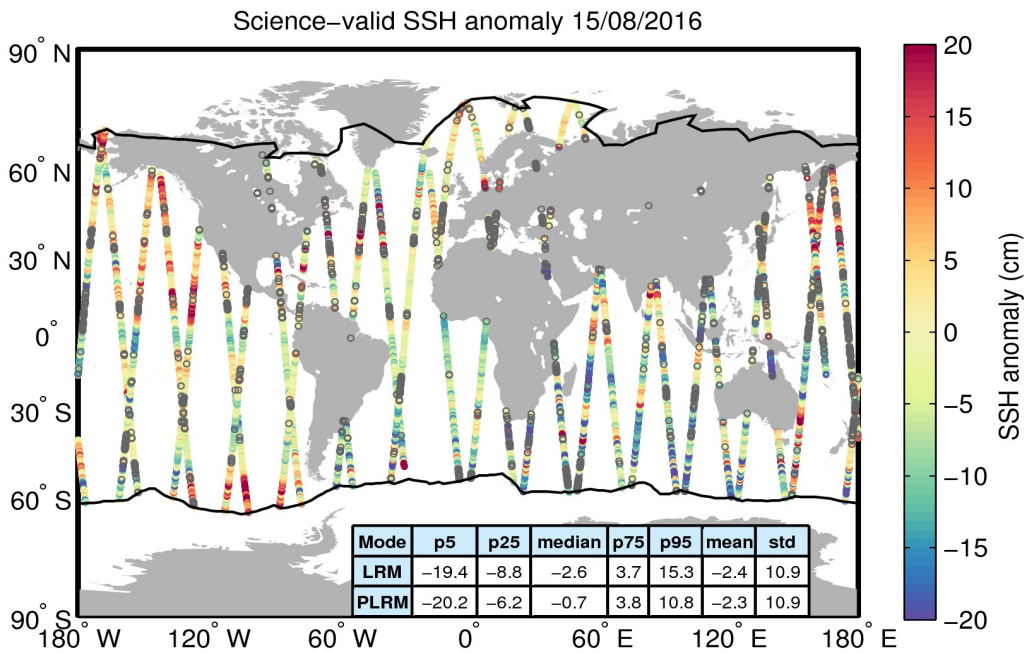 Science−valid SSH anomaly 15/08/2016
90° N
60° N
30° N
0°
30° S
60° S
90° S
180° W
120° W
60° W
0°
60° E
120° E
180° E
Mode p5 p25 median p75 p95 mean std
LRM −19.4 −8.8 −2.6 3.7 15.3 −2.4 10.9
PLRM −20.2 −6.2 −0.7 3.8 10.8 −2.3 10.9
20
15
10
5
0
−5
−10
−15
−20
SSH anomaly (cm)